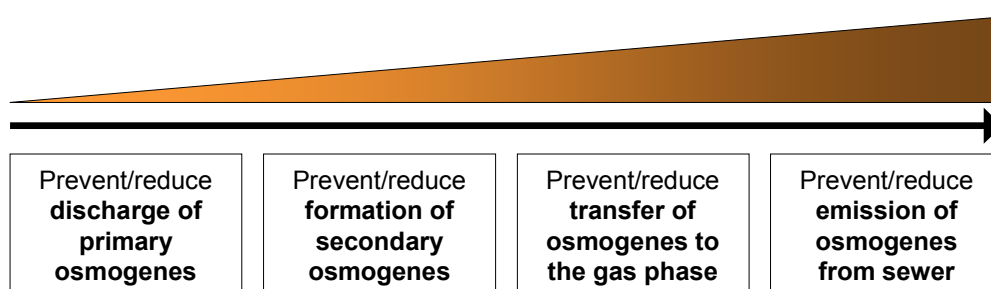 Prevent/reduce
discharge of
primary
osmogenes
Prevent/reduce
formation of
secondary
osmogenes
Prevent/reduce
transfer of
osmogenes to
the gas phase
Prevent/reduce
emission of
osmogenes
from sewer